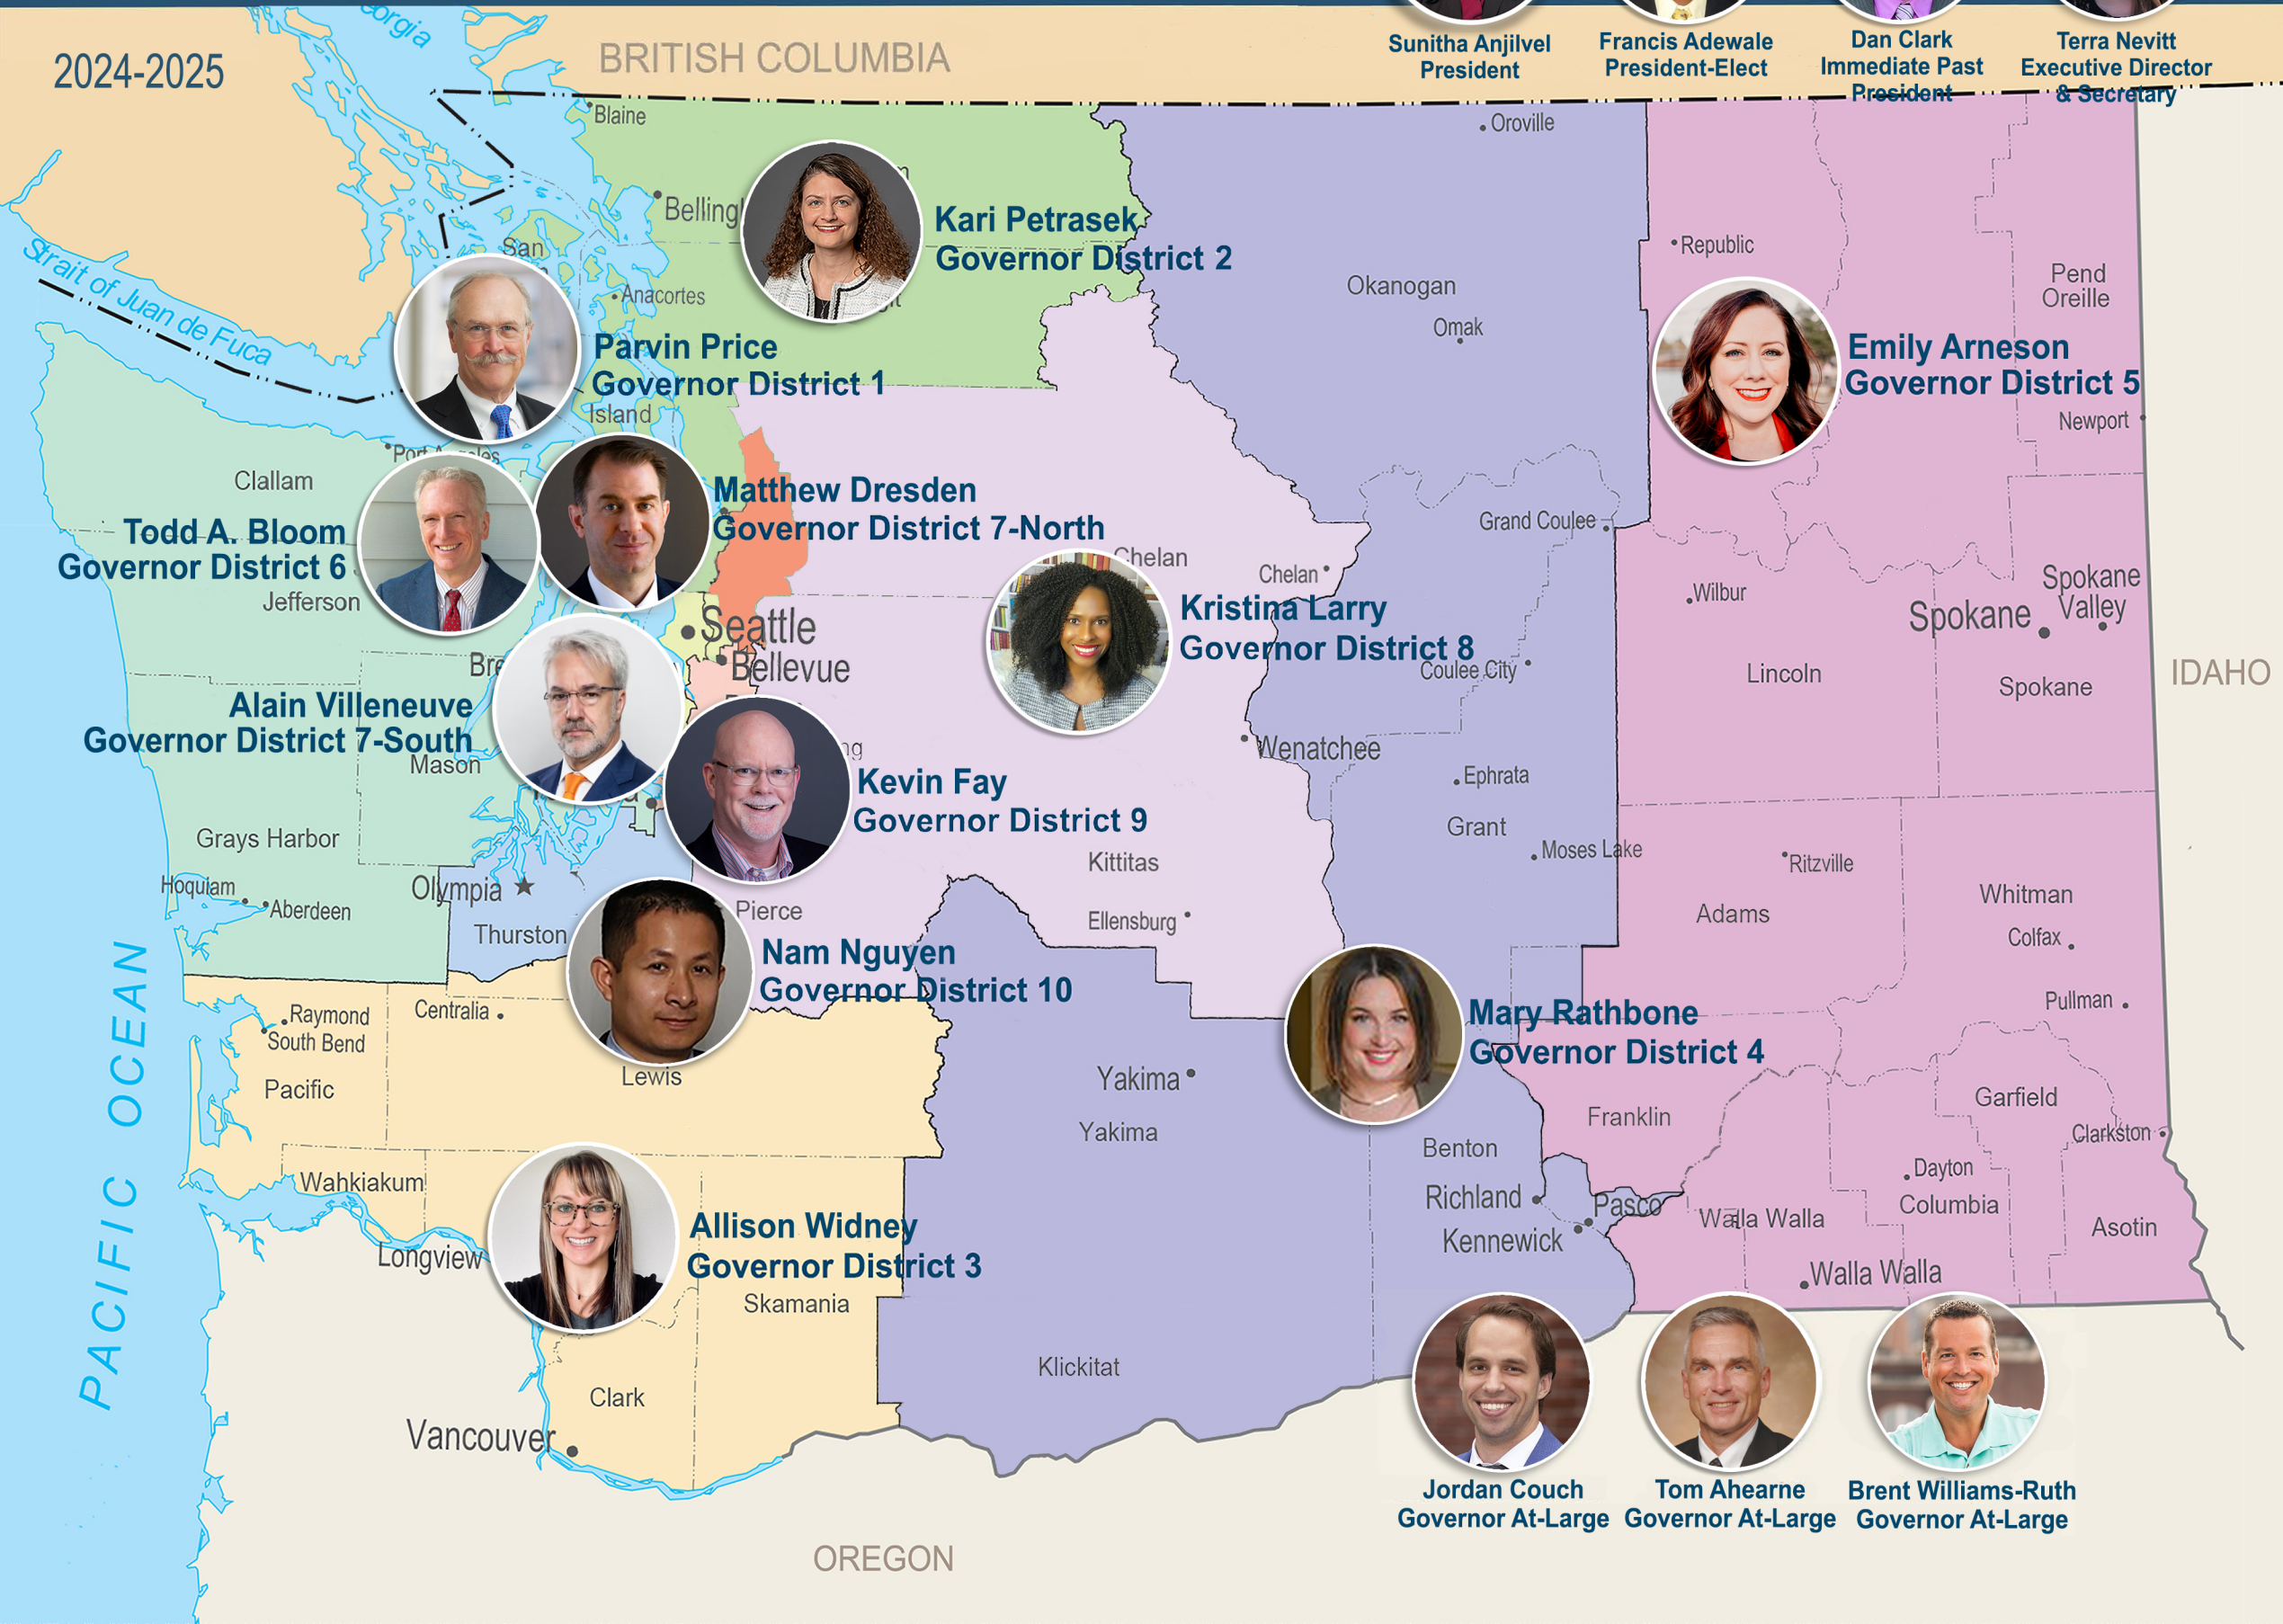 Georgia
2024-2025
BRITISH COLUMBIA
Sunitha Anjilvel
President
Francis Adewale
President-Elect
Dan Clark
Immediate Past
President
Terra Nevitt
Executive Director
& Secretary
Blaine
Oroville
Belling
Kari Petrasek
Governor District 2
San
Strait of Juan de Fuca
Anacortes
Republic
Okanogan
Omak
Pend
Oreille
Parvin Price
Governor District 1
Island
Emily Arneson
Governor District 5
Newport
Clallam
Matthew Dresden
Governor District 7-North
Todd A. Bloom
Governor District 6
Jefferson
Grand Coulee
Chelan
Chelan
Kristina Larry
Governor District 8
Coulee City
Wilbur
Spokane
Spokane
Valley
Seattle
Bellevue
Lincoln
Spokane
IDAHO
Bre
Alain Villeneuve
Governor District 7-South
Mason
ng
Wenatchee
Ephrata
Grant
Moses Lake
Kevin Fay
Governor District 9
Grays Harbor
Hoquiam
Aberdeen
Olympia
Thurston
Pierce
Kittitas
Ellensburg
Ritzville
Adams
Whitman
Colfax
Pullman
Nam Nguyen
Governor District 10
Mary Rathbone
Governor District 4
Raymond
South Bend
Centralia
Pacific
Lewis
Yakima
Yakima
Benton
Franklin
Garfield
Clarkston
PACIFIC OCEAN
Wahkiakum
Longview
Allison Widney
Governor District 3
Skamania
Richland
Pasco
Kennewick
Walla Walla
Dayton
Columbia
Asotin
Walla Walla
Klickitat
Clark
Vancouver
Jordan Couch
Governor At-Large
Tom Ahearne
Governor At-Large
Brent Williams-Ruth
Governor At-Large
OREGON